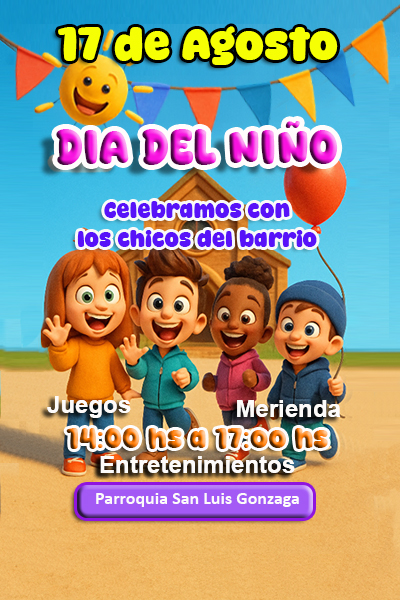 17 de Agosto
DIA DEL NIÑO
celebramos con
los chicos del barrio
Juegos
Merienda
14:00 hs a 17:00 hs
Entretenimientos
Parroquia San Luis Gonzaga